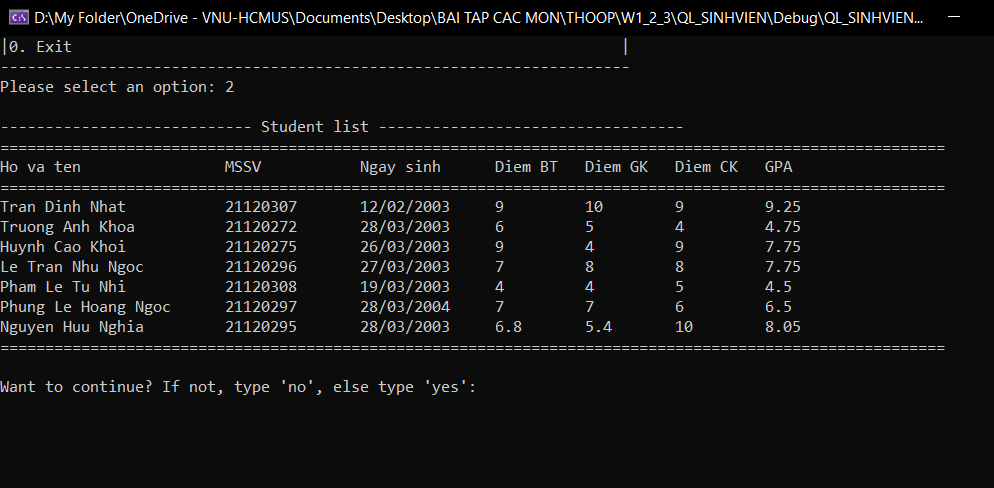 D:\My Folder\OneDrive - VNU-HCMUS\Documents\Desktop\BAI TAP CAC MON\THOOP\W1_2_3\QL_SINHVIEN\Debug\QL_SINHVIEN...
|0. Exit |
----------------------------------------------------------------------
Please select an option: 2
---------------------------- Student list ----------------------------------
=========================================================================================================
Ho va ten MSSV Ngay sinh Diem BT Diem GK Diem CK GPA
=========================================================================================================
Tran Dinh Nhat 21120307 12/02/2003 9 10 9 9.25
Truong Anh Khoa 21120272 28/03/2003 6 5 4 4.75
Huynh Cao Khoi 21120275 26/03/2003 9 4 9 7.75
Le Tran Nhu Ngoc 21120296 27/03/2003 7 8 8 7.75
Pham Le Tu Nhi 21120308 19/03/2003 4 4 5 4.5
Phung Le Hoang Ngoc 21120297 28/03/2004 7 7 6 6.5
Nguyen Huu Nghia 21120295 28/03/2003 6.8 5.4 10 8.05
=========================================================================================================
Want to continue? If not, type 'no', else type 'yes':